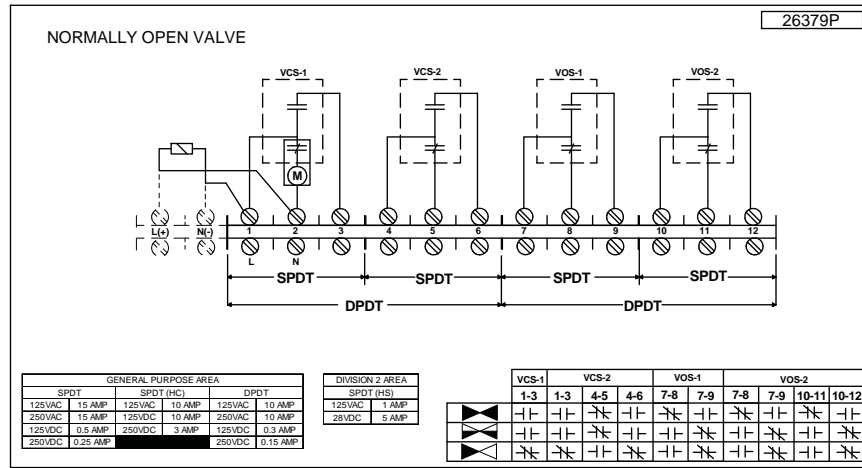 26379P
NORMALLY OPEN VALVE
VCS-1 VCS-2 VOS-1 VOS-2
M
L(+) N(-) 1 2 3 4 5 6 7 8 9 10 11 12
L N
SPDT SPDT SPDT SPDT
DPDT DPDT
GENERAL PURPOSE AREA
SPDT SPDT (HC) DPDT
125VAC 15 AMP 125VAC 10 AMP 125VAC 10 AMP
250VAC 15 AMP 125VDC 10 AMP 250VAC 10 AMP
125VDC 0.5 AMP 250VDC 3 AMP 125VDC 0.3 AMP
250VDC 0.25 AMP 250VDC 0.15 AMP
DIVISION 2 AREA
SPDT (HS)
125VAC 1 AMP
28VDC 5 AMP
VCS-1 VCS-2 VOS-1 VOS-2
1-3 1-3 4-5 4-6 7-8 7-9 7-8 7-9 10-11 10-12